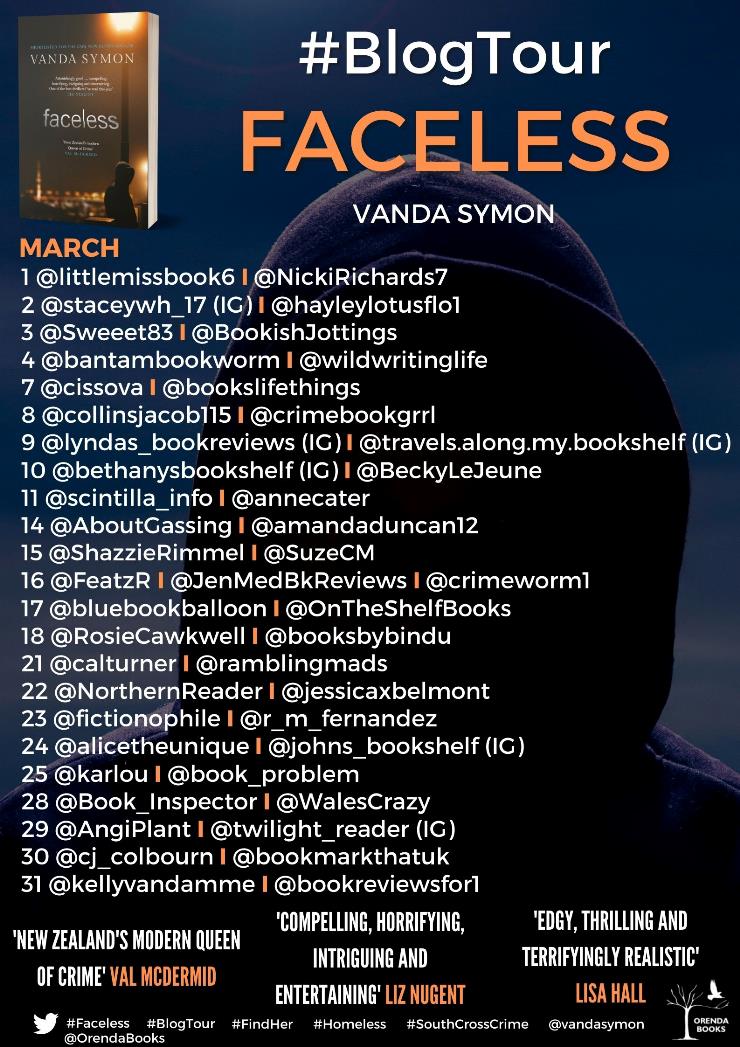 VANDA SYMON
faceless
VAL MCDERMID
#BlogTour
FACELESS
VANDA SYMON
MARCH
1 @littlemissbook6 I @NickiRichards7
2 @staceywh_17 (IG) I @hayleylotusflo1
3 @Sweeet83 I @BookishJottings
4 @bantambookworm I @wildwritinglife
7 @cissova I @bookslifethings
8 @collinsjacob115 I @crimebookgrrl
9 @lyndas_bookreviews (IG) I @travels.along.my.bookshelf (IG)
10 @bethanysbookshelf (IG) I @BeckyLeJeune
11 @scintilla_info I @annecater
14 @AboutGassing I @amandaduncan12
15 @ShazzieRimmel I @SuzeCM
16 @FeatzR I @JenMedBkReviews I @crimeworm1
17 @bluebookballoon I @OnTheShelfBooks
18 @RosieCawkwell I @booksbybindu
21 @calturner I @ramblingmads
22 @NorthernReader I @jessicaxbelmont
23 @fictionophile I @r_m_fernandez
24 @alicetheunique I @johns_bookshelf (IG)
25 @karlou I @book_problem
28 @Book_Inspector I @WalesCrazy
29 @AngiPlant I @twilight_reader (IG)
30 @cj_colbourn I @bookmarkthatuk
31 @kellyvandamme I @bookreviewsfor1
'NEW ZEALAND'S MODERN QUEEN
OF CRIME' VAL MCDERMID
'COMPELLING, HORRIFYING,
INTRIGUING AND
ENTERTAINING' LIZ NUGENT
'EDGY, THRILLING AND
TERRIFYINGLY REALISTIC'
LISA HALL
#Faceless #BlogTour #FindHer #Homeless #SouthCrossCrime @vandasymon
@OrendaBooks
ORENDA
BOOKS